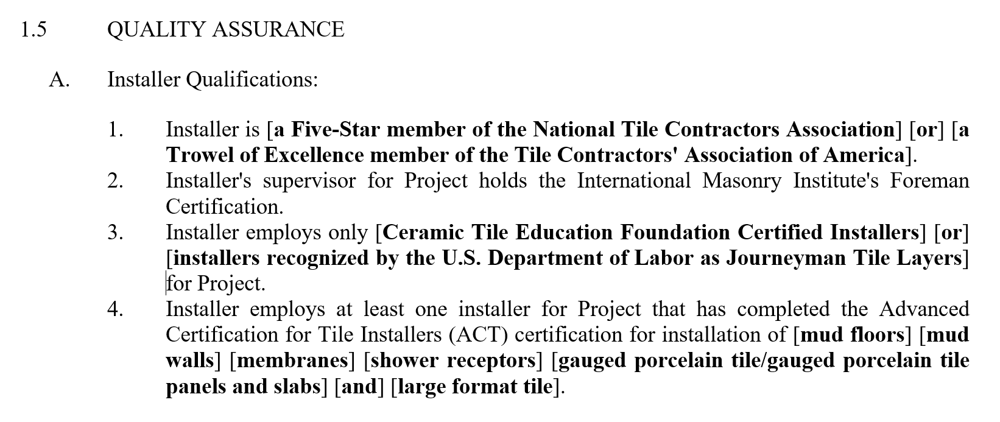 1.5 QUALITY ASSURANCE
A. Installer Qualifications:
1. Installer is [a Five-Star member of the National Tile Contractors Association] [or] [a
Trowel of Excellence member of the Tile Contractors' Association of America].
2. Installer's supervisor for Project holds the International Masonry Institute's Foreman
Certification.
3. Installer employs only [Ceramic Tile Education Foundation Certified Installers] [or]
[installers recognized by the U.S. Department of Labor as Journeyman Tile Layers]
for Project.
4. Installer employs at least one installer for Project that has completed the Advanced
Certification for Tile Installers (ACT) certification for installation of [mud floors] [mud
walls] [membranes] [shower receptors] [gauged porcelain tile/gauged porcelain tile
panels and slabs] [and] [large format tile].